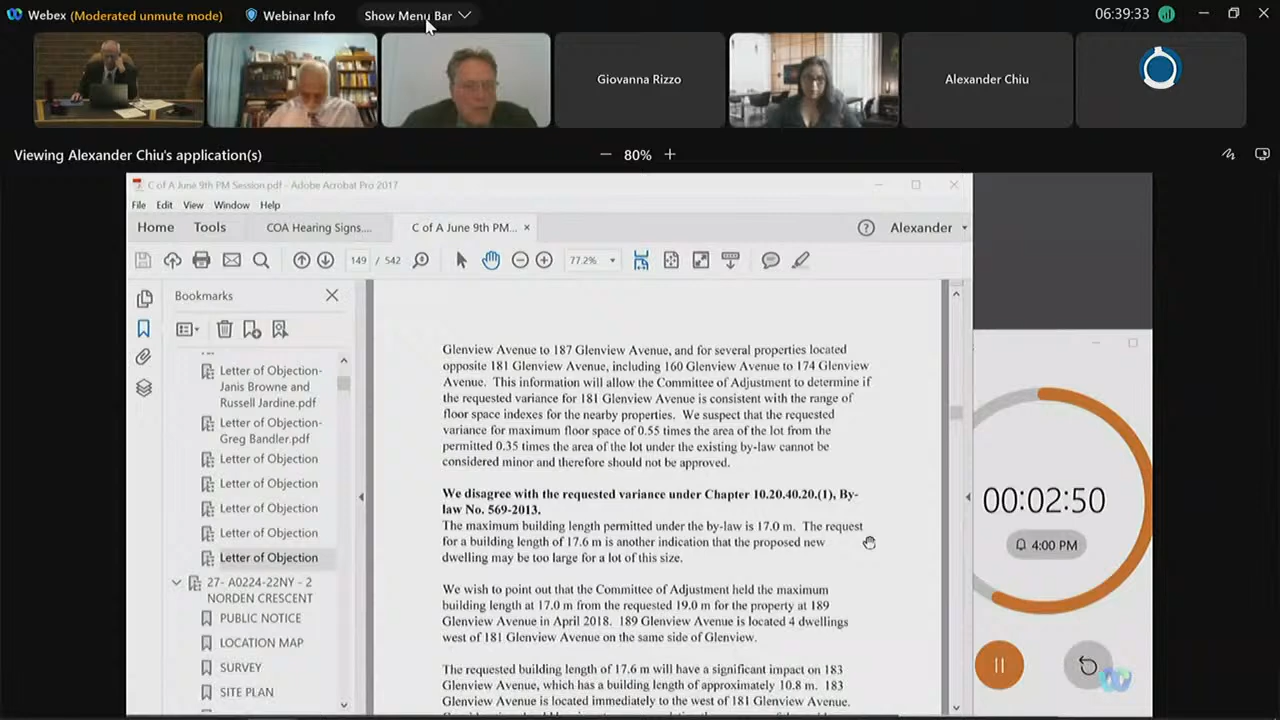 Webex (Moderated unmute mode) Webinar Info Show Menu Bar 06:39:33
Giovanna Rizzo
Alexander Chiu
Viewing Alexander Chiu's application(s) 80%
C of A June 9th PM Session.pdf - Adobe Acrobat Pro 2017
File Edit View Window Help
Home Tools COA Hearing Signs.... C of A June 9th PM... × Alexander
149 / 542 77.2%
Bookmarks
Letter of Objection-
Janis Browne and
Russell Jardine.pdf
Letter of Objection-
Greg Bandler.pdf
Letter of Objection
Letter of Objection
Letter of Objection
Letter of Objection
Letter of Objection
27- A0224-22NY - 2
NORDEN CRESCENT
PUBLIC NOTICE
LOCATION MAP
SURVEY
SITE PLAN
Glenview Avenue to 187 Glenview Avenue, and for several properties located
opposite 181 Glenview Avenue, including 160 Glenview Avenue to 174 Glenview
Avenue. This information will allow the Committee of Adjustment to determine if
the requested variance for 181 Glenview Avenue is consistent with the range of
floor space indexes for the nearby properties. We suspect that the requested
variance for maximum floor space of 0.55 times the area of the lot from the
permitted 0.35 times the area of the lot under the existing by-law cannot be
considered minor and therefore should not be approved.
We disagree with the requested variance under Chapter 10.20.40.20.(1), By-
law No. 569-2013.
The maximum building length permitted under the by-law is 17.0 m. The request
for a building length of 17.6 m is another indication that the proposed new
dwelling may be too large for a lot of this size.
We wish to point out that the Committee of Adjustment held the maximum
building length at 17.0 m from the requested 19.0 m for the property at 189
Glenview Avenue in April 2018. 189 Glenview Avenue is located 4 dwellings
west of 181 Glenview Avenue on the same side of Glenview.
The requested building length of 17.6 m will have a significant impact on 183
Glenview Avenue, which has a building length of approximately 10.8 m. 183
Glenview Avenue is located immediately to the west of 181 Glenview Avenue.
00:02:50
4:00 PM